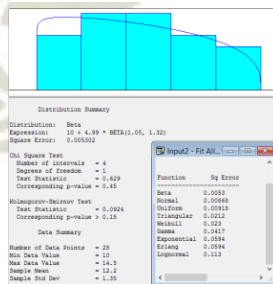 Distribution Summary
Distribution: Beta
Expression: 10 + 4.99 * BETA(1.05, 1.32)
Square Error: 0.005302
Chi Square Test
Number of intervals = 4
Degrees of freedom = 1
Test Statistic = 0.629
Corresponding p-value = 0.45
Kolmogorov-Smirnov Test
Test Statistic = 0.0924
Corresponding p-value > 0.15
Data Summary
Number of Data Points = 28
Min Data Value = 10
Max Data Value = 14.5
Sample Mean = 12.2
Sample Std Dev = 1.35
Input2 - Fit All...
Function Sq Error
Beta 0.0053
Normal 0.00868
Uniform 0.0918
Triangular 0.0212
Weibull 0.023
Gamma 0.0417
Exponential 0.0594
Erlang 0.0594
Lognormal 0.113